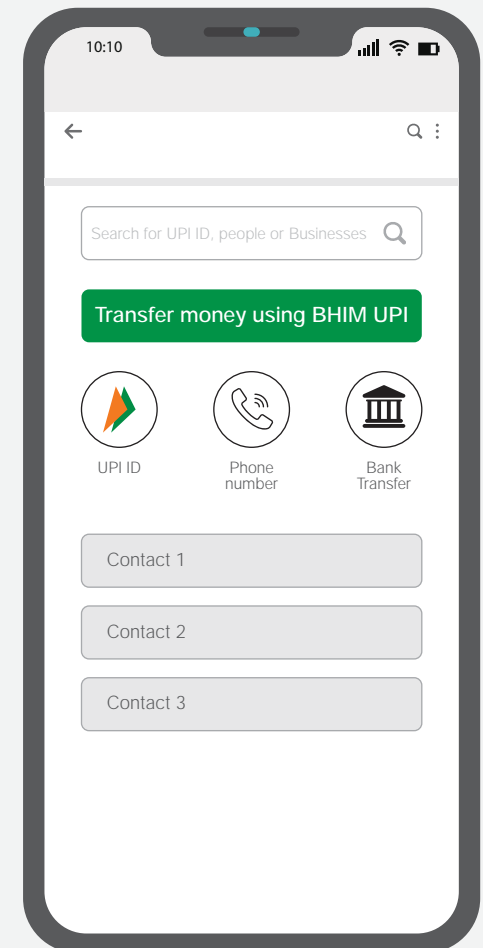 10:10
Search for UPI ID, people or Businesses
Transfer money using BHIM UPI
UPI ID
Phone
number
Bank
Transfer
Contact 1
Contact 2
Contact 3